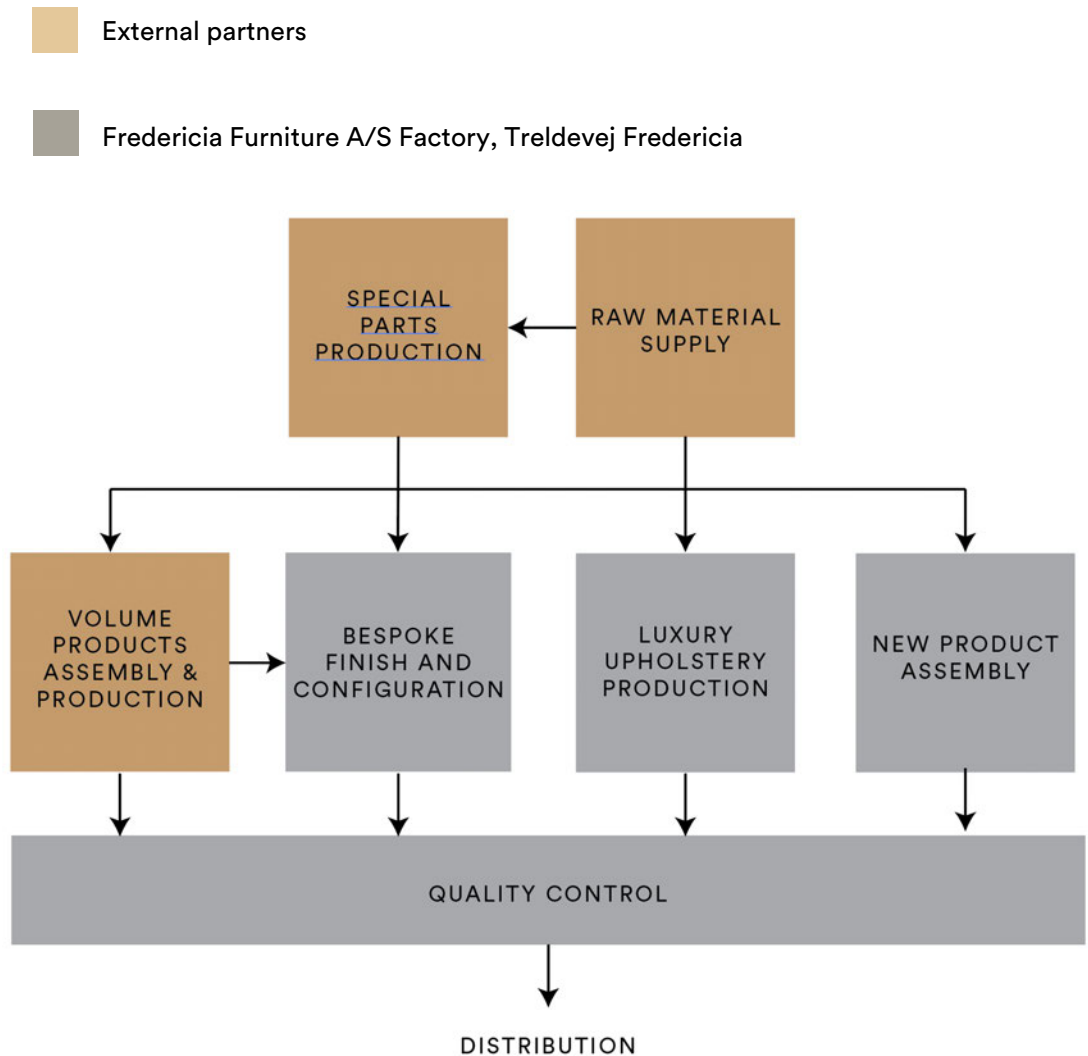 External partners
Fredericia Furniture A/S Factory, Treldevej Fredericia
SPECIAL
PARTS
PRODUCTION
RAW MATERIAL
SUPPLY
VOLUME
PRODUCTS
ASSEMBLY &
PRODUCTION
BESPOKE
FINISH AND
CONFIGURATION
LUXURY
UPHOLSTERY
PRODUCTION
NEW PRODUCT
ASSEMBLY
QUALITY CONTROL
DISTRIBUTION